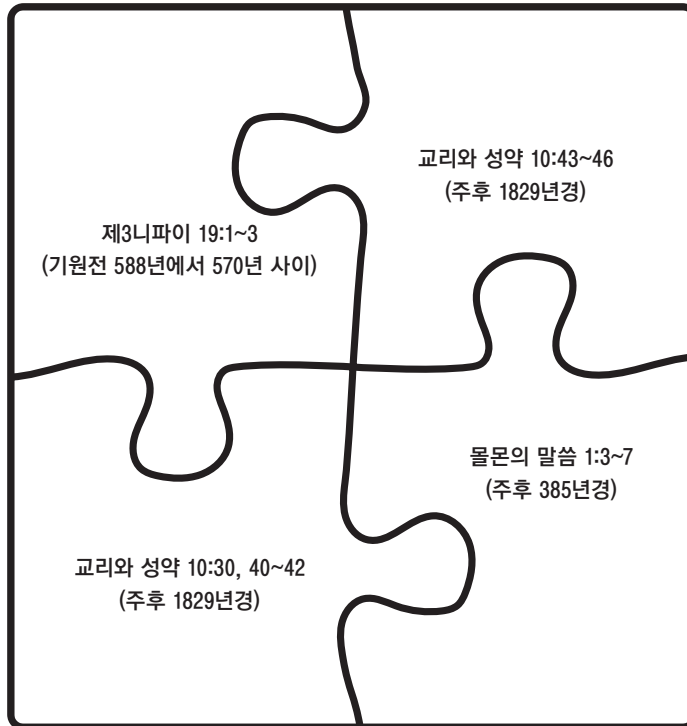 교리와 성약 10:43~46
(주후 1829년경)
제3니파이 19:1~3
(기원전 588년에서 570년 사이)
몰몬의 말씀 1:3~7
(주후 385년경)
교리와 성약 10:30, 40~42
(주후 1829년경)